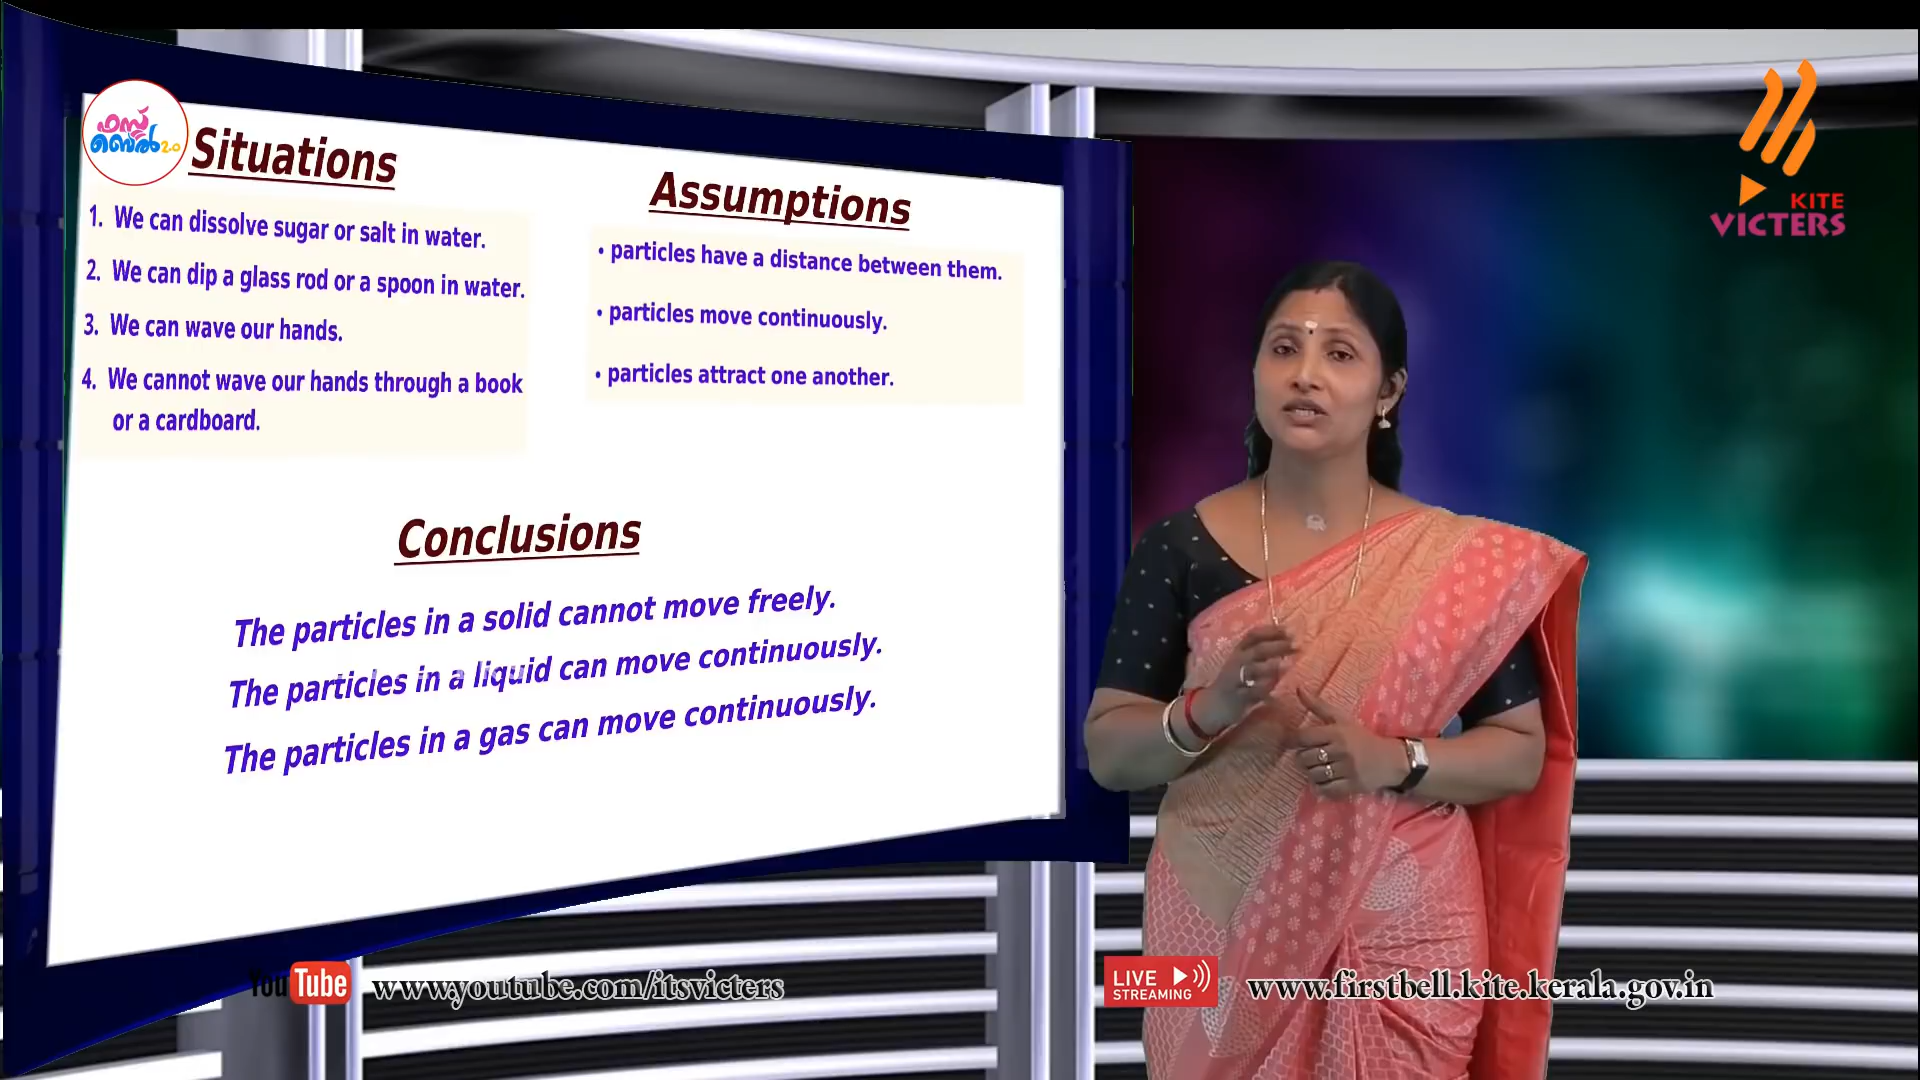 ഫസ്റ്റ്
ബെൽ 2.0
Situations
1. We can dissolve sugar or salt in water.
2. We can dip a glass rod or a spoon in water.
3. We can wave our hands.
4. We cannot wave our hands through a book
or a cardboard.
Assumptions
• particles have a distance between them.
• particles move continuously.
• particles attract one another.
Conclusions
The particles in a solid cannot move freely.
The particles in a liquid can move continuously.
The particles in a gas can move continuously.
KITE
VICTERS
YouTube
www.youtube.com/itsvicters
LIVE
STREAMING
www.firstbell.kite.kerala.gov.in